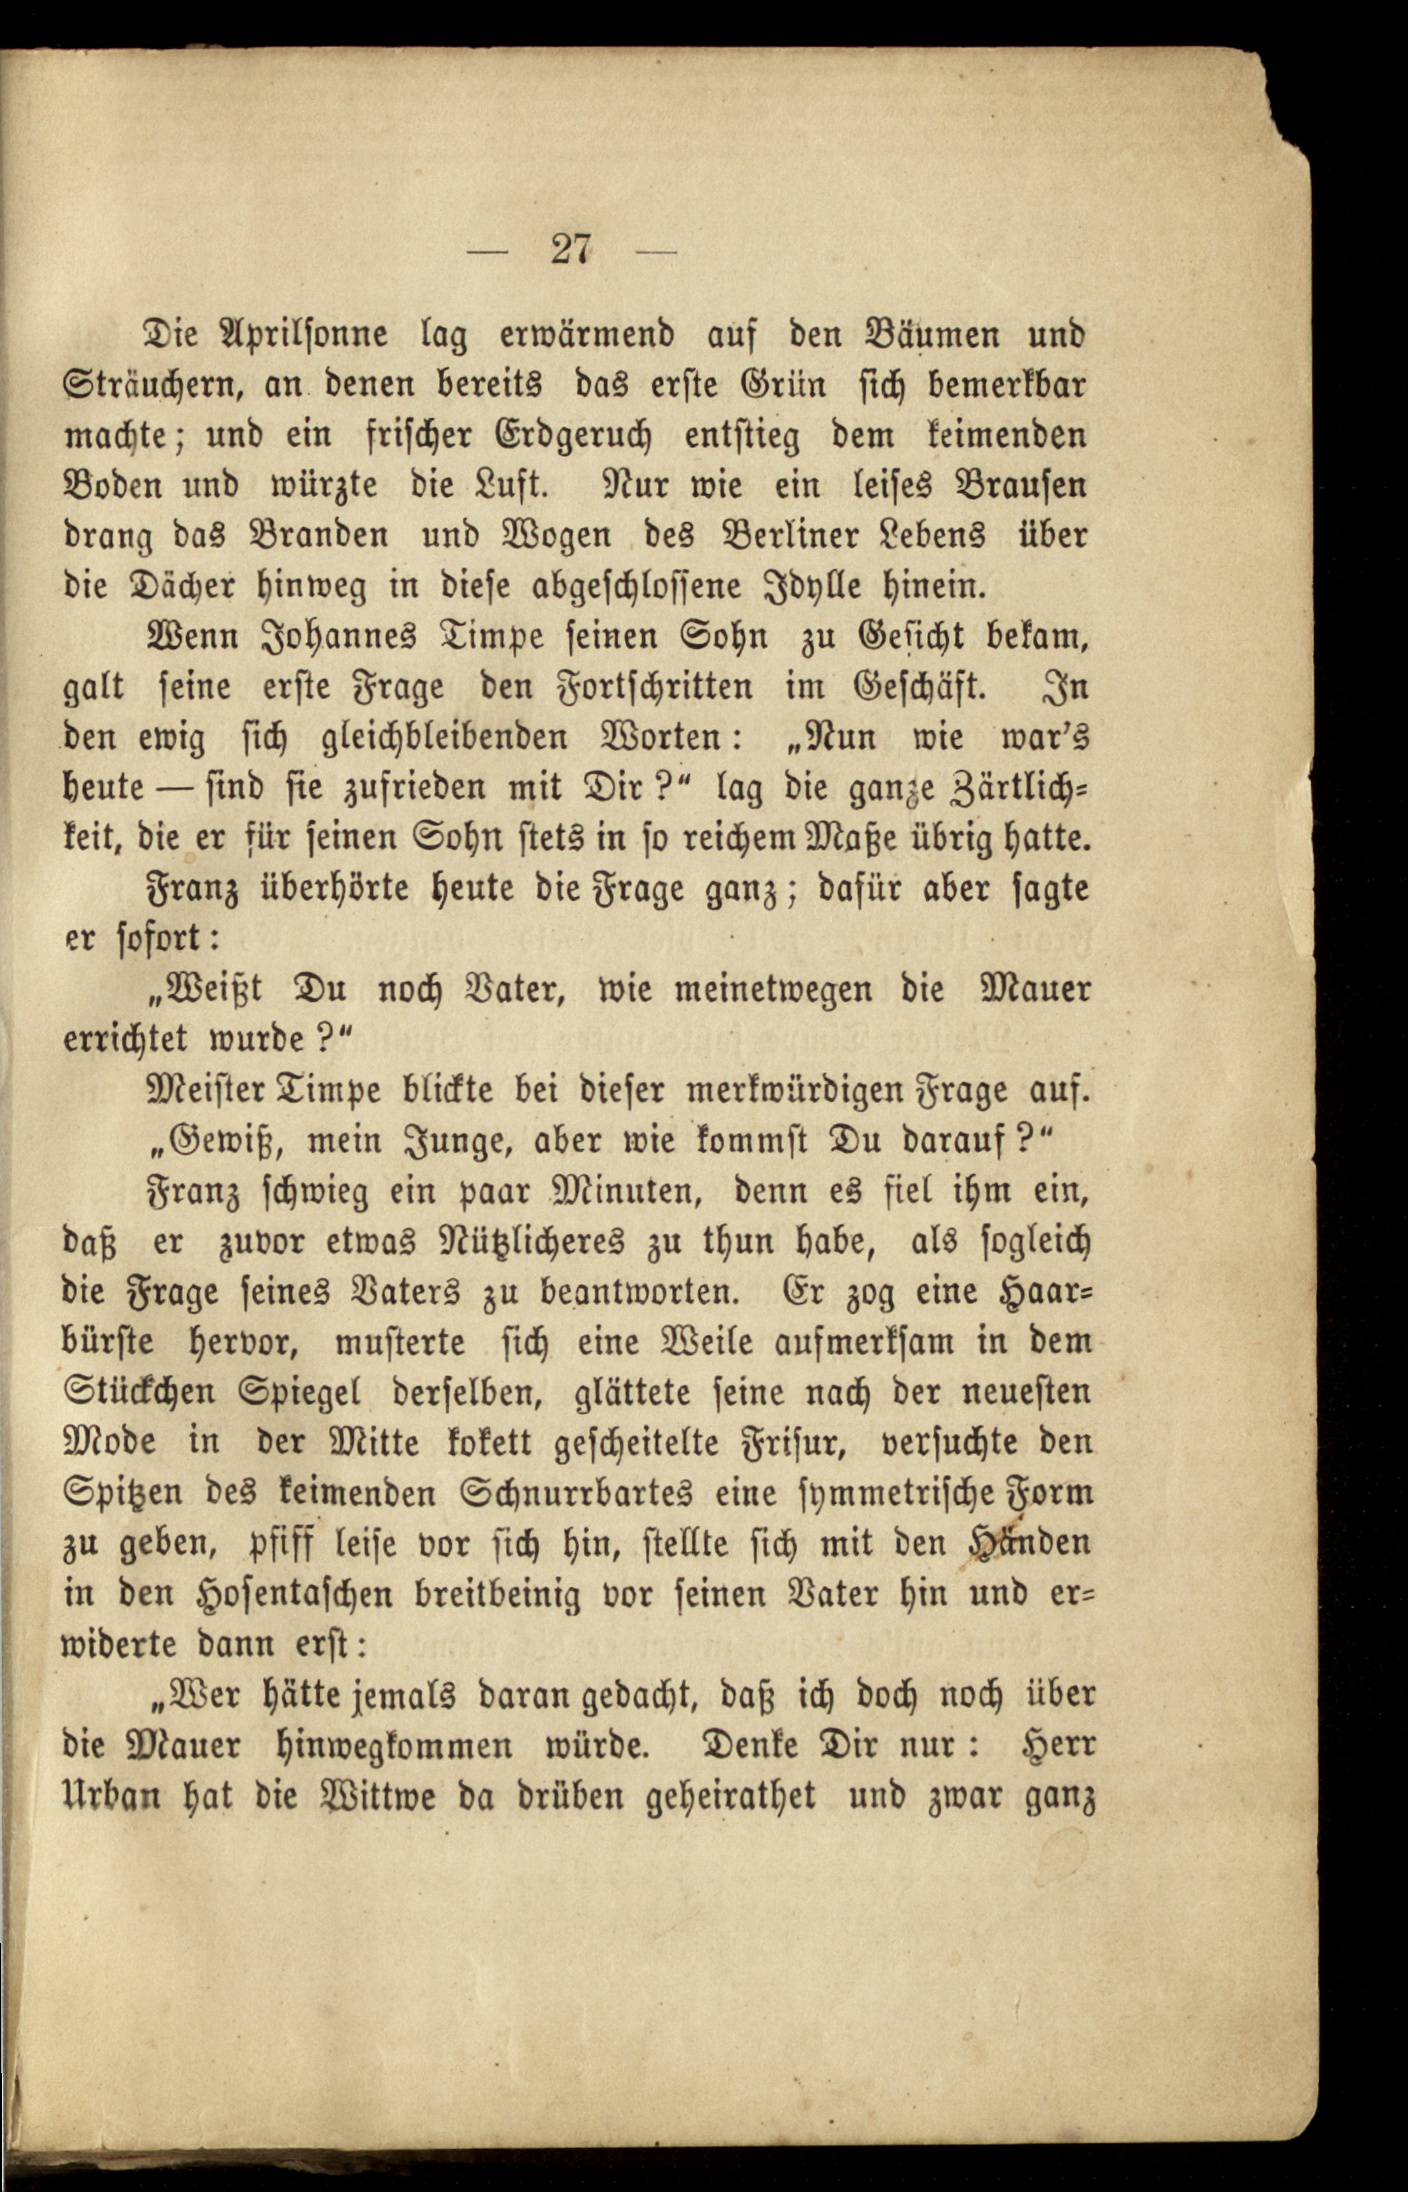 — 27 —
Die Aprilsonne lag erwärmend auf den Bäumen und
Sträuchern, an denen bereits das erste Grün sich bemerkbar
machte; und ein frischer Erdgeruch entstieg dem keimenden
Boden und würzte die Luft. Nur wie ein leises Brausen
drang das Branden und Wogen des Berliner Lebens über
die Dächer hinweg in diese abgeschlossene Idylle hinein.
Wenn Johannes Timpe seinen Sohn zu Gesicht bekam,
galt seine erste Frage den Fortschritten im Geschäft. In
den ewig sich gleichbleibenden Worten: „Nun wie war's
heute — sind sie zufrieden mit Dir?“ lag die ganze Zärtlich-
keit, die er für seinen Sohn stets in so reichem Maße übrig hatte.
Franz überhörte heute die Frage ganz; dafür aber sagte
er sofort:
„Weißt Du noch Vater, wie meinetwegen die Mauer
errichtet wurde?“
Meister Timpe blickte bei dieser merkwürdigen Frage auf.
„Gewiß, mein Junge, aber wie kommst Du darauf?“
Franz schwieg ein paar Minuten, denn es fiel ihm ein,
daß er zuvor etwas Nützlicheres zu thun habe, als sogleich
die Frage seines Vaters zu beantworten. Er zog eine Haar-
bürste hervor, musterte sich eine Weile aufmerksam in dem
Stückchen Spiegel derselben, glättete seine nach der neuesten
Mode in der Mitte kokett gescheitelte Frisur, versuchte den
Spitzen des keimenden Schnurrbartes eine symmetrische Form
zu geben, pfiff leise vor sich hin, stellte sich mit den Händen
in den Hosentaschen breitbeinig vor seinen Vater hin und er-
widerte dann erst:
„Wer hätte jemals daran gedacht, daß ich doch noch über
die Mauer hinwegkommen würde. Denke Dir nur: Herr
Urban hat die Wittwe da drüben geheirathet und zwar ganz